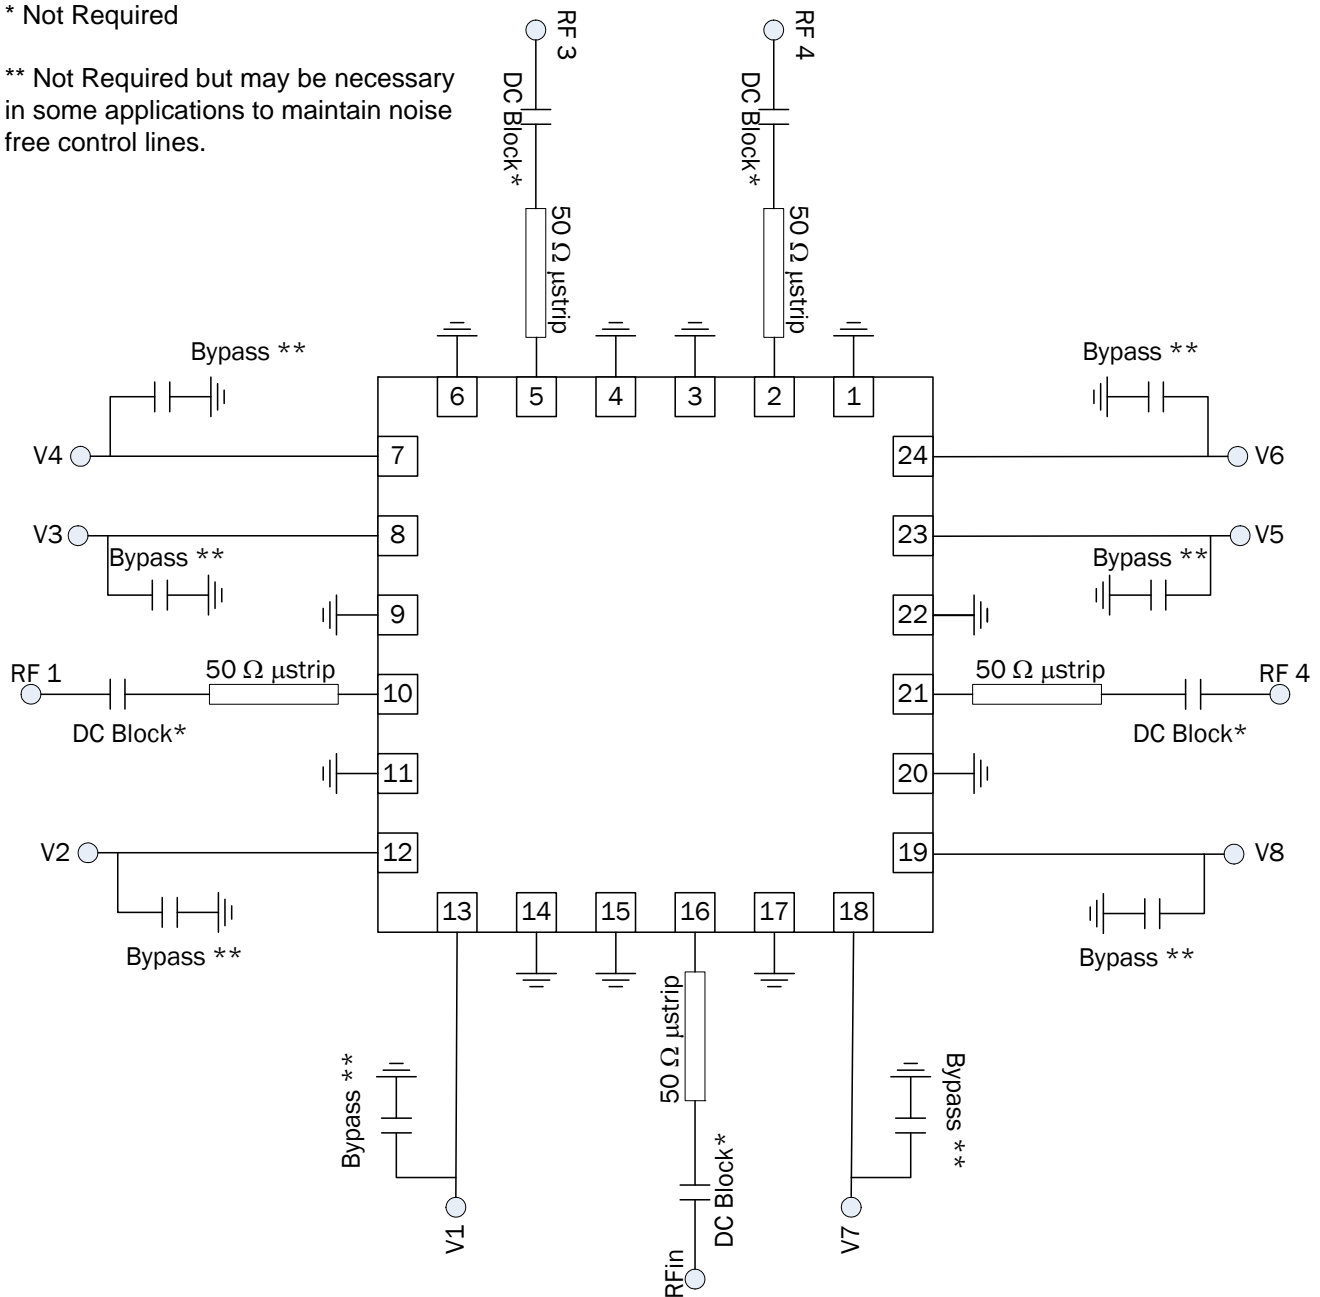 * Not Required
** Not Required but may be necessary
in some applications to maintain noise
free control lines.
RF 3
DC Block*
50 Ω µstrip
RF 4
DC Block*
50 Ω µstrip
Bypass **
Bypass **
6
5
4
3
2
1
V4
7
24
V6
V3
8
23
V5
Bypass **
Bypass **
9
22
RF 1
50 Ω µstrip
10
21
50 Ω µstrip
RF 4
DC Block*
DC Block*
11
20
V2
12
19
V8
13
14
15
16
17
18
Bypass **
Bypass **
50 Ω µstrip
Bypass **
Bypass **
DC Block*
V1
V7
RFin